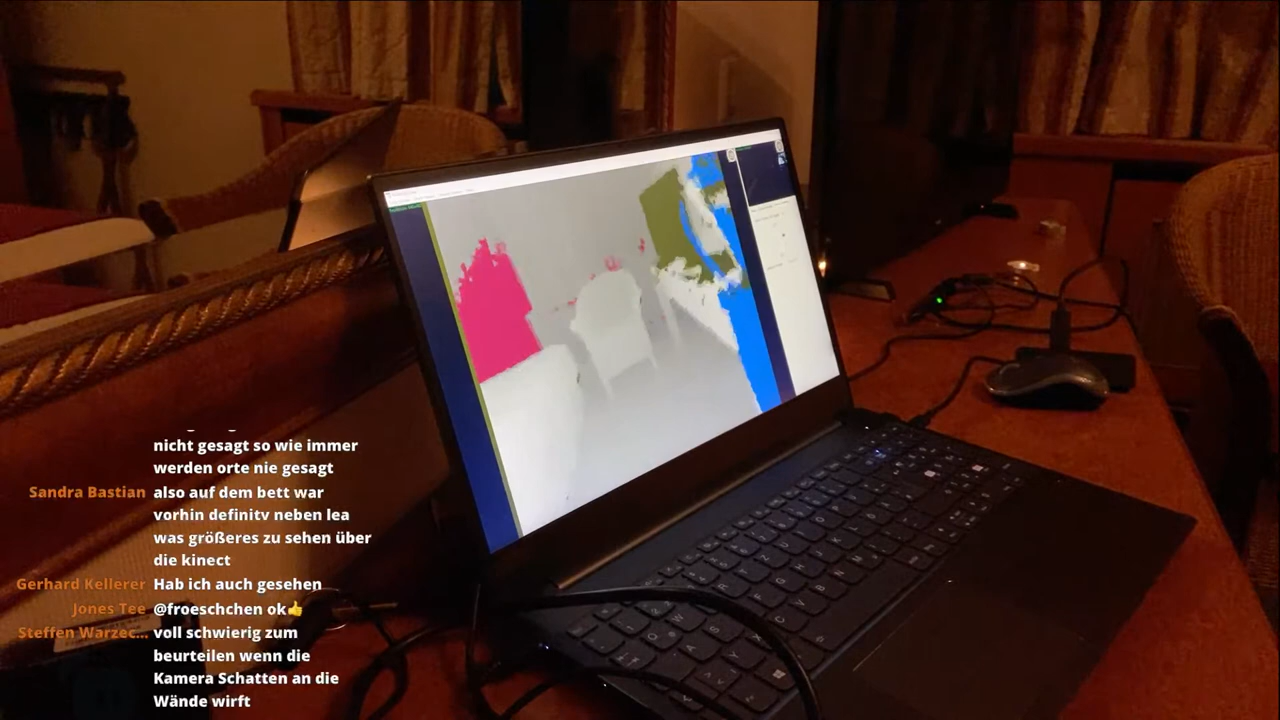 nicht gesagt so wie immer
werden orte nie gesagt
Sandra Bastian also auf dem bett war
vorhin definitv neben lea
was größeres zu sehen über
die kinect
Gerhard Kellerer Hab ich auch gesehen
Jones Tee @froeschchen ok👍
Steffen Warzec... voll schwierig zum
beurteilen wenn die
Kamera Schatten an die
Wände wirft